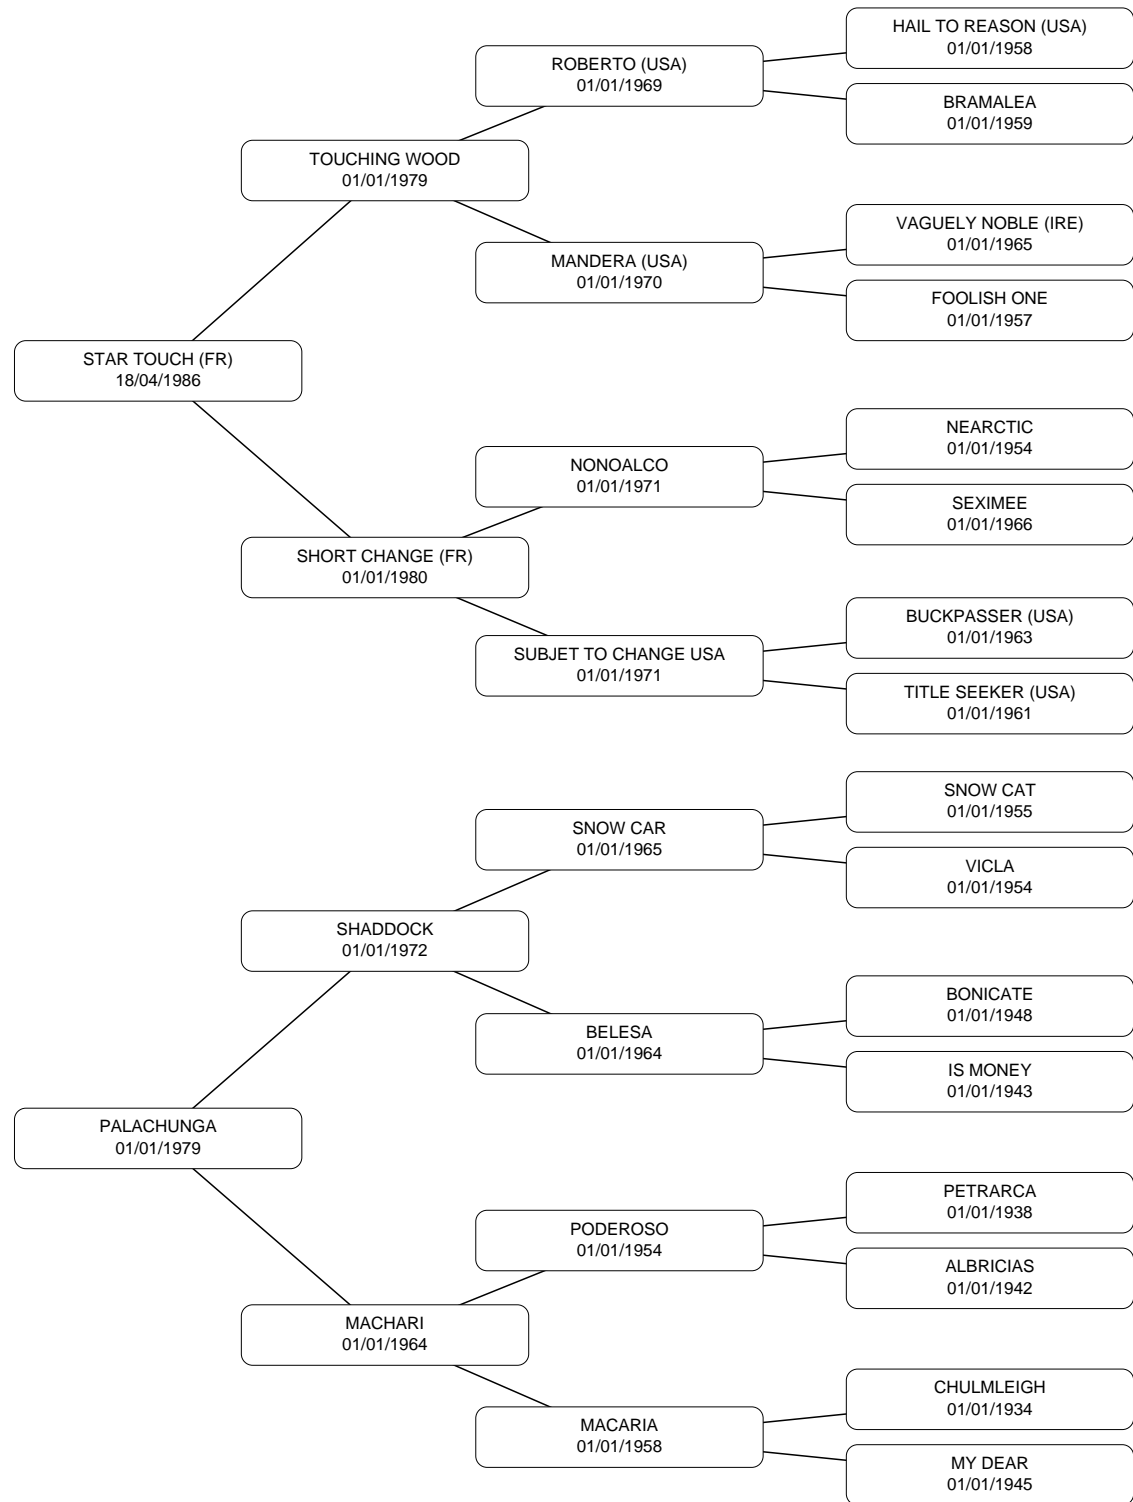 HAIL TO REASON (USA)
01/01/1958
ROBERTO (USA)
01/01/1969
BRAMALEA
01/01/1959
TOUCHING WOOD
01/01/1979
VAGUELY NOBLE (IRE)
01/01/1965
MANDERA (USA)
01/01/1970
FOOLISH ONE
01/01/1957
STAR TOUCH (FR)
18/04/1986
NEARCTIC
01/01/1954
NONOALCO
01/01/1971
SEXIMEE
01/01/1966
SHORT CHANGE (FR)
01/01/1980
BUCKPASSER (USA)
01/01/1963
SUBJET TO CHANGE USA
01/01/1971
TITLE SEEKER (USA)
01/01/1961
SNOW CAT
01/01/1955
SNOW CAR
01/01/1965
VICLA
01/01/1954
SHADDOCK
01/01/1972
BONICATE
01/01/1948
BELESA
01/01/1964
IS MONEY
01/01/1943
PALACHUNGA
01/01/1979
PETRARCA
01/01/1938
PODEROSO
01/01/1954
ALBRICIAS
01/01/1942
MACHARI
01/01/1964
CHULMLEIGH
01/01/1934
MACARIA
01/01/1958
MY DEAR
01/01/1945